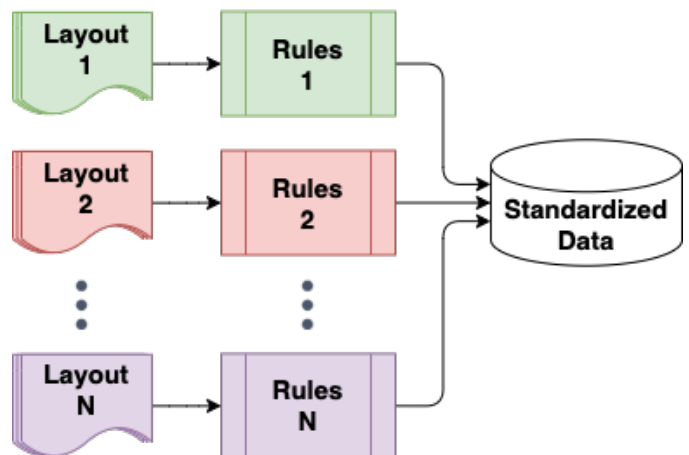 Layout
1
Rules
1
Layout
2
Rules
2
Standardized
Data
Layout
N
Rules
N